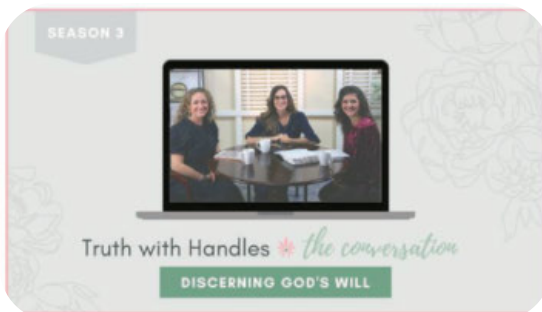 SEASON 3
Truth with Handles the conversation
DISCERNING GOD'S WILL